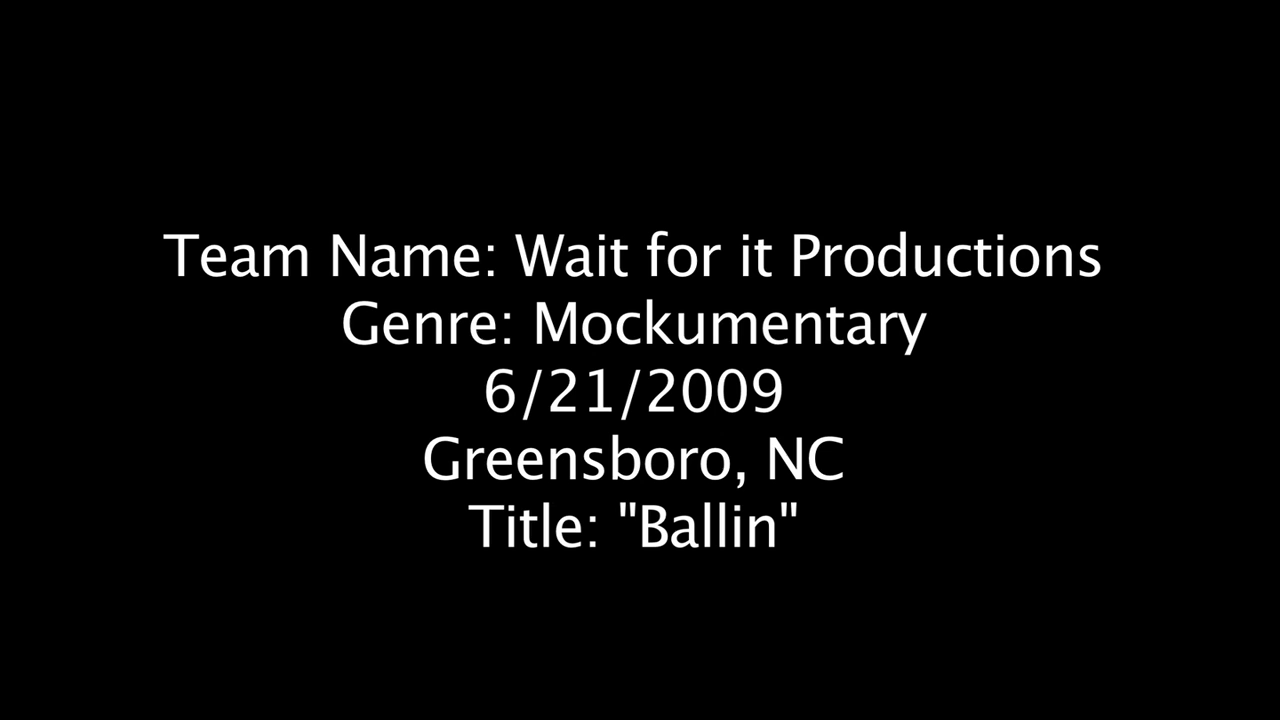 Team Name: Wait for it Productions
Genre: Mockumentary
6/21/2009
Greensboro, NC
Title: "Ballin"